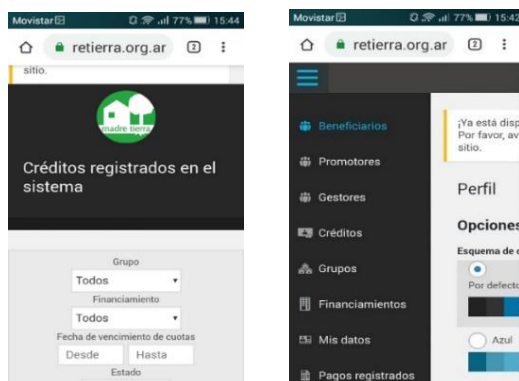 Movistar 77% 15:44
retierra.org.ar 2
sitio.
madre tierra
Créditos registrados en el
sistema
Grupo
Todos
Financiamiento
Todos
Fecha de vencimiento de cuotas
Desde Hasta
Estado
Movistar 77% 15:42
retierra.org.ar 2
Beneficiarios
Promotores
Gestores
Créditos
Grupos
Financiamientos
Mis datos
Pagos registrados
¡Ya está disp
Por favor, av
sitio.
Perfil
Opciones
Esquema de c
Por defecto
Azul